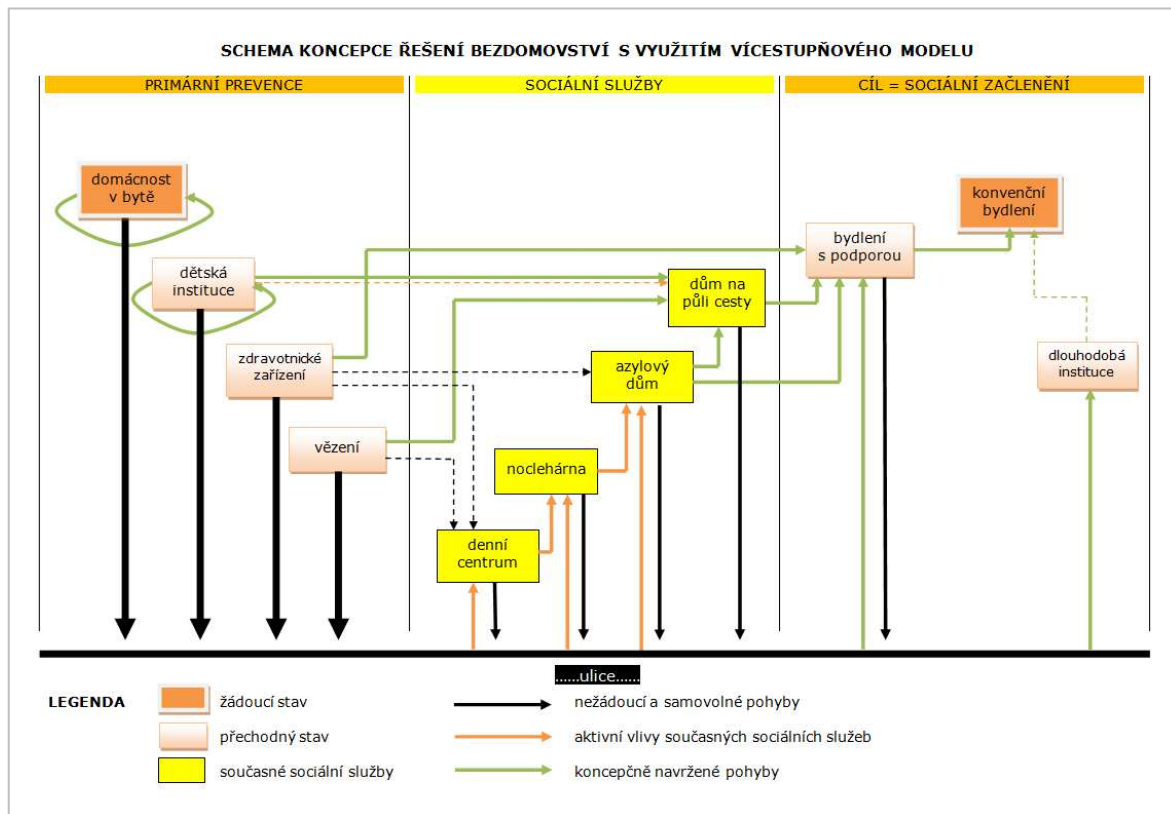 SCHEMA KONCEPCE ŘEŠENÍ BEZDOMOVSTVÍ S VYUŽITÍM VÍCESTUPŇOVÉHO MODELU
PRIMÁRNÍ PREVENCE
SOCIÁLNÍ SLUŽBY
CÍL = SOCIÁLNÍ ZAČLENĚNÍ
domácnost
v bytě
dětská
instituce
zdravotnické
zařízení
vězení
dům na
půli cesty
azylový
dům
noclehárna
denní
centrum
bydlení
s podporou
konvenční
bydlení
dlouhodobá
instituce
......ulice......
LEGENDA
žádoucí stav
přechodný stav
současné sociální služby
nežádoucí a samovolné pohyby
aktivní vlivy současných sociálních služeb
koncepčně navržené pohyby